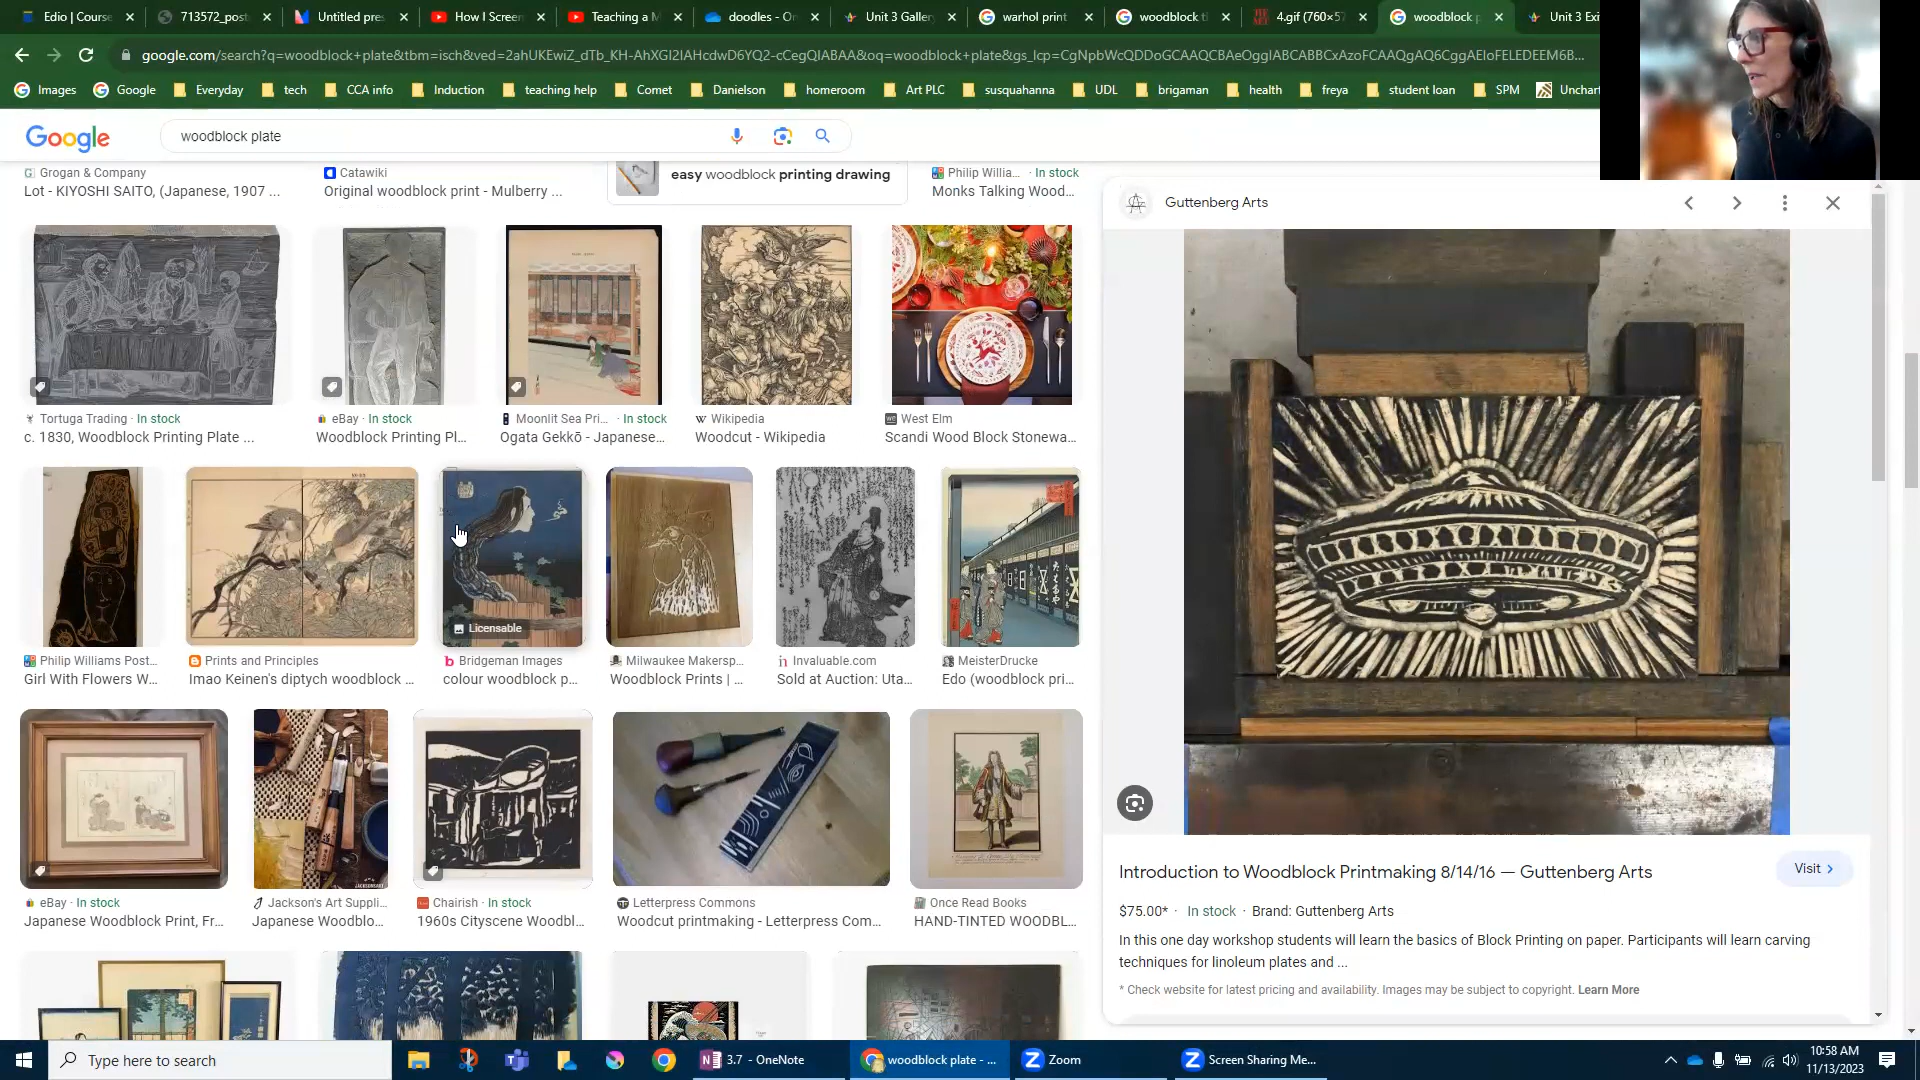 Edio | Course
713572_post
Untitled pres
How I Screen
Teaching a M
doodles - On
Unit 3 Galler
warhol print
woodblock t
4.gif (760×57
woodblock p
Unit 3 Exi
google.com/search?q=woodblock+plate&tbm=isch&ved=2ahUKEwiZ_dTb_KH-AhXGI2IAHcwdD6YQ2-cCegQIABAA&oq=woodblock+plate&gs_lcp=CgNpbWcQDDoGCAAQCBAeOggIABCABBCxAzoFCAAQgAQ6CggAEIoFELEDEEM6B...
Images
Google
Everyday
tech
CCA info
Induction
teaching help
Comet
Danielson
homeroom
Art PLC
susquahanna
UDL
brigaman
health
freya
student loan
SPM
Unchart
Google
woodblock plate
Grogan & Company
Lot - KIYOSHI SAITO, (Japanese, 1907 ...
Catawiki
Original woodblock print - Mulberry ...
easy woodblock printing drawing
Philip Willia... · In stock
Monks Talking Wood...
Guttenberg Arts
Tortuga Trading · In stock
c. 1830, Woodblock Printing Plate ...
eBay · In stock
Woodblock Printing Pl...
Moonlit Sea Pri... · In stock
Ogata Gekkō - Japanese...
Wikipedia
Woodcut - Wikipedia
West Elm
Scandi Wood Block Stonewa...
Licensable
Philip Williams Post...
Girl With Flowers W...
Prints and Principles
Imao Keinen's diptych woodblock ...
Bridgeman Images
colour woodblock p...
Milwaukee Makersp...
Woodblock Prints | ...
Invaluable.com
Sold at Auction: Uta...
MeisterDrucke
Edo (woodblock pri...
eBay · In stock
Japanese Woodblock Print, Fr...
Jackson's Art Suppli...
Japanese Woodblo...
Chairish · In stock
1960s Cityscene Woodbl...
Letterpress Commons
Woodcut printmaking - Letterpress Com...
Once Read Books
HAND-TINTED WOODBL...
Introduction to Woodblock Printmaking 8/14/16 — Guttenberg Arts
Visit
$75.00* · In stock · Brand: Guttenberg Arts
In this one day workshop students will learn the basics of Block Printing on paper. Participants will learn carving
techniques for linoleum plates and ...
* Check website for latest pricing and availability. Images may be subject to copyright. Learn More
Type here to search
3.7 - OneNote
woodblock plate - ...
Zoom
Screen Sharing Me...
10:58 AM
11/13/2023